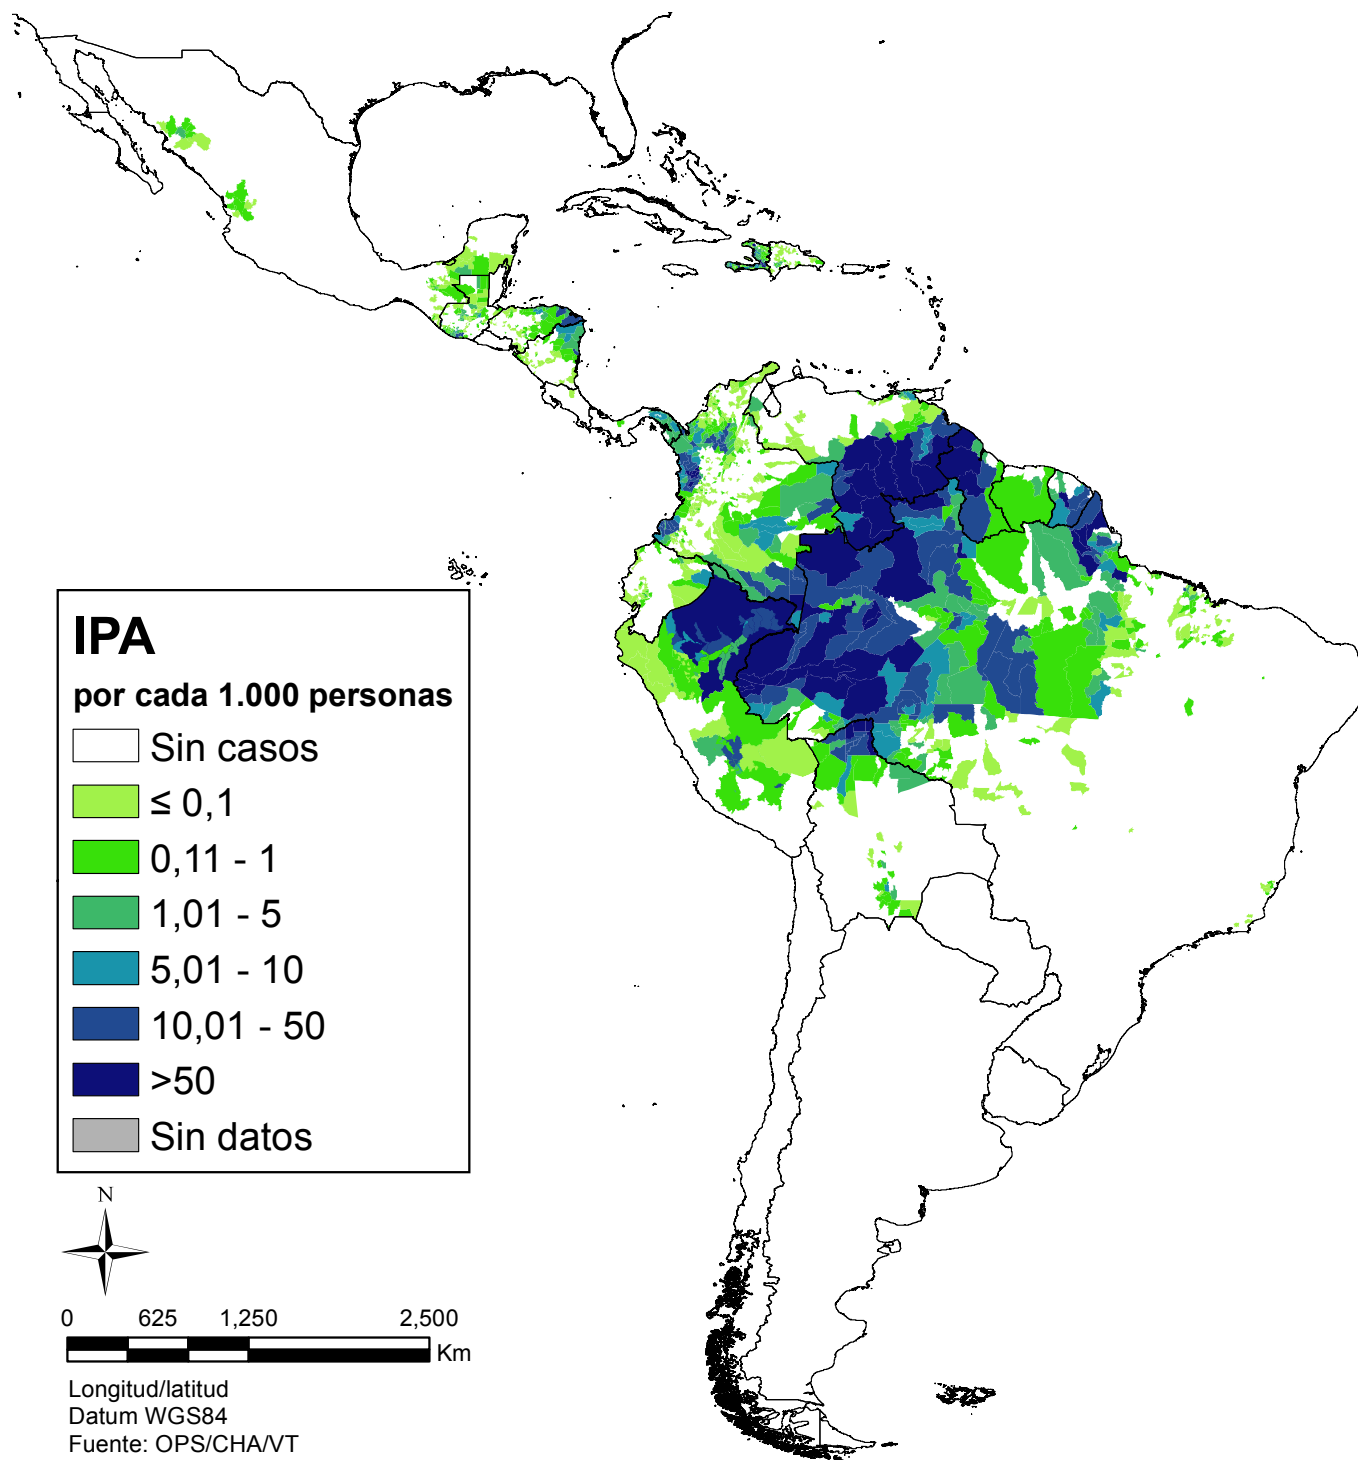 IPA
por cada 1.000 personas
Sin casos
≤ 0,1
0,11 - 1
1,01 - 5
5,01 - 10
10,01 - 50
>50
Sin datos
N
0 625 1,250 2,500
Km
Longitud/latitud
Datum WGS84
Fuente: OPS/CHA/VT